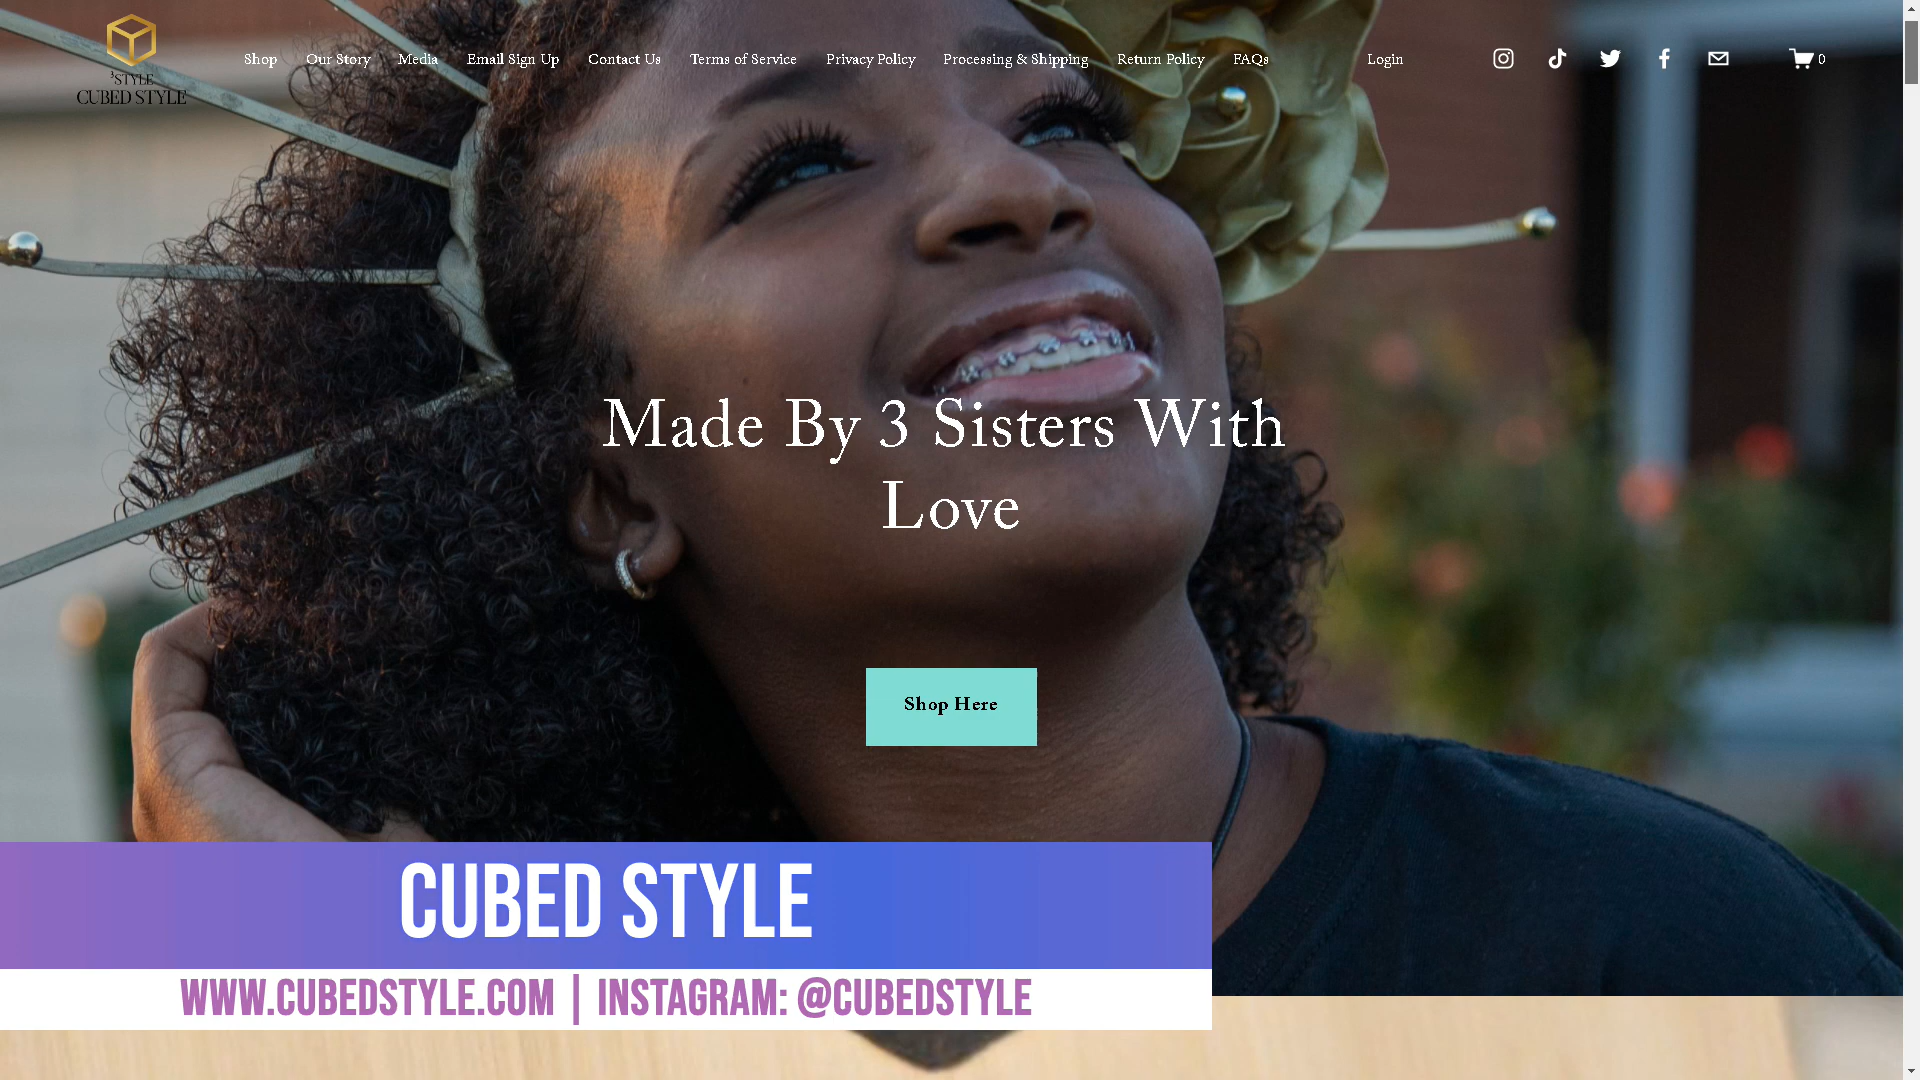 ³STYLE
CUBED STYLE
Shop Our Story Media Email Sign Up Contact Us Terms of Service Privacy Policy Processing & Shipping Return Policy FAQs Login 0
Made By 3 Sisters With
Love
Shop Here
CUBED STYLE
WWW.CUBEDSTYLE.COM | INSTAGRAM: @CUBEDSTYLE